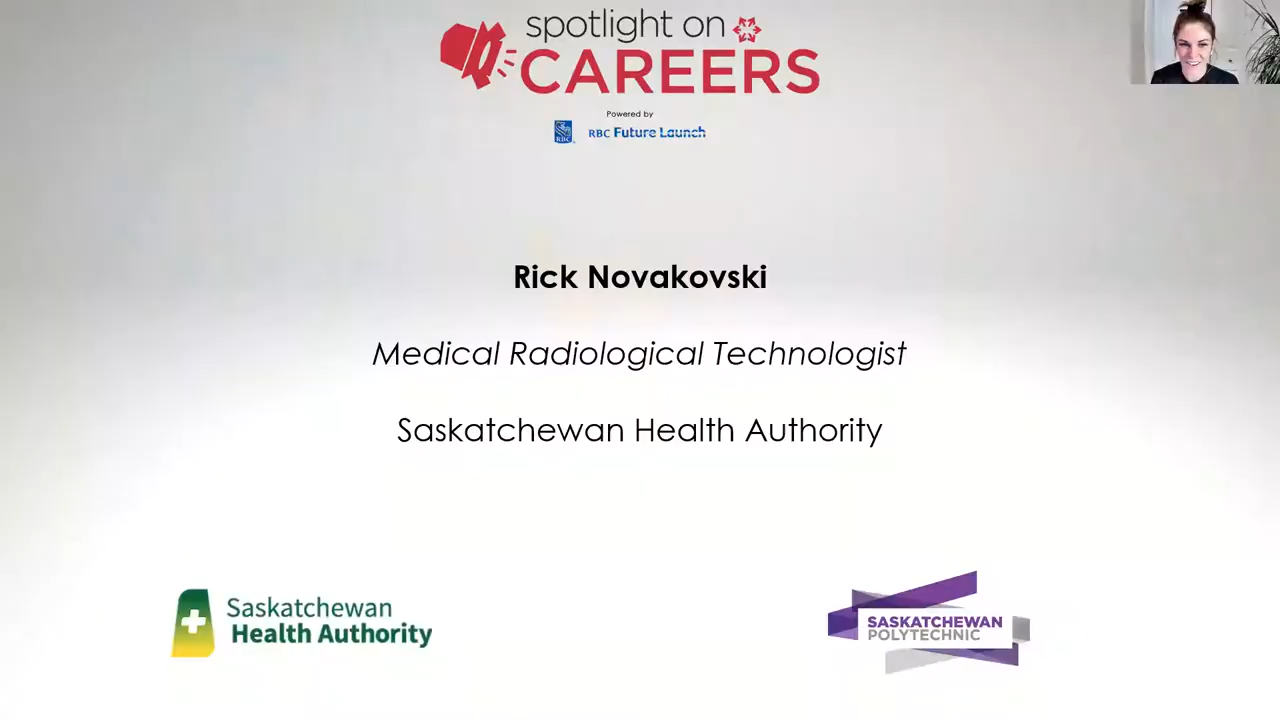 spotlight on
CAREERS
Powered by
RBC
RBC Future Launch
Rick Novakovski
Medical Radiological Technologist
Saskatchewan Health Authority
Saskatchewan
Health Authority
SASKATCHEWAN
POLYTECHNIC